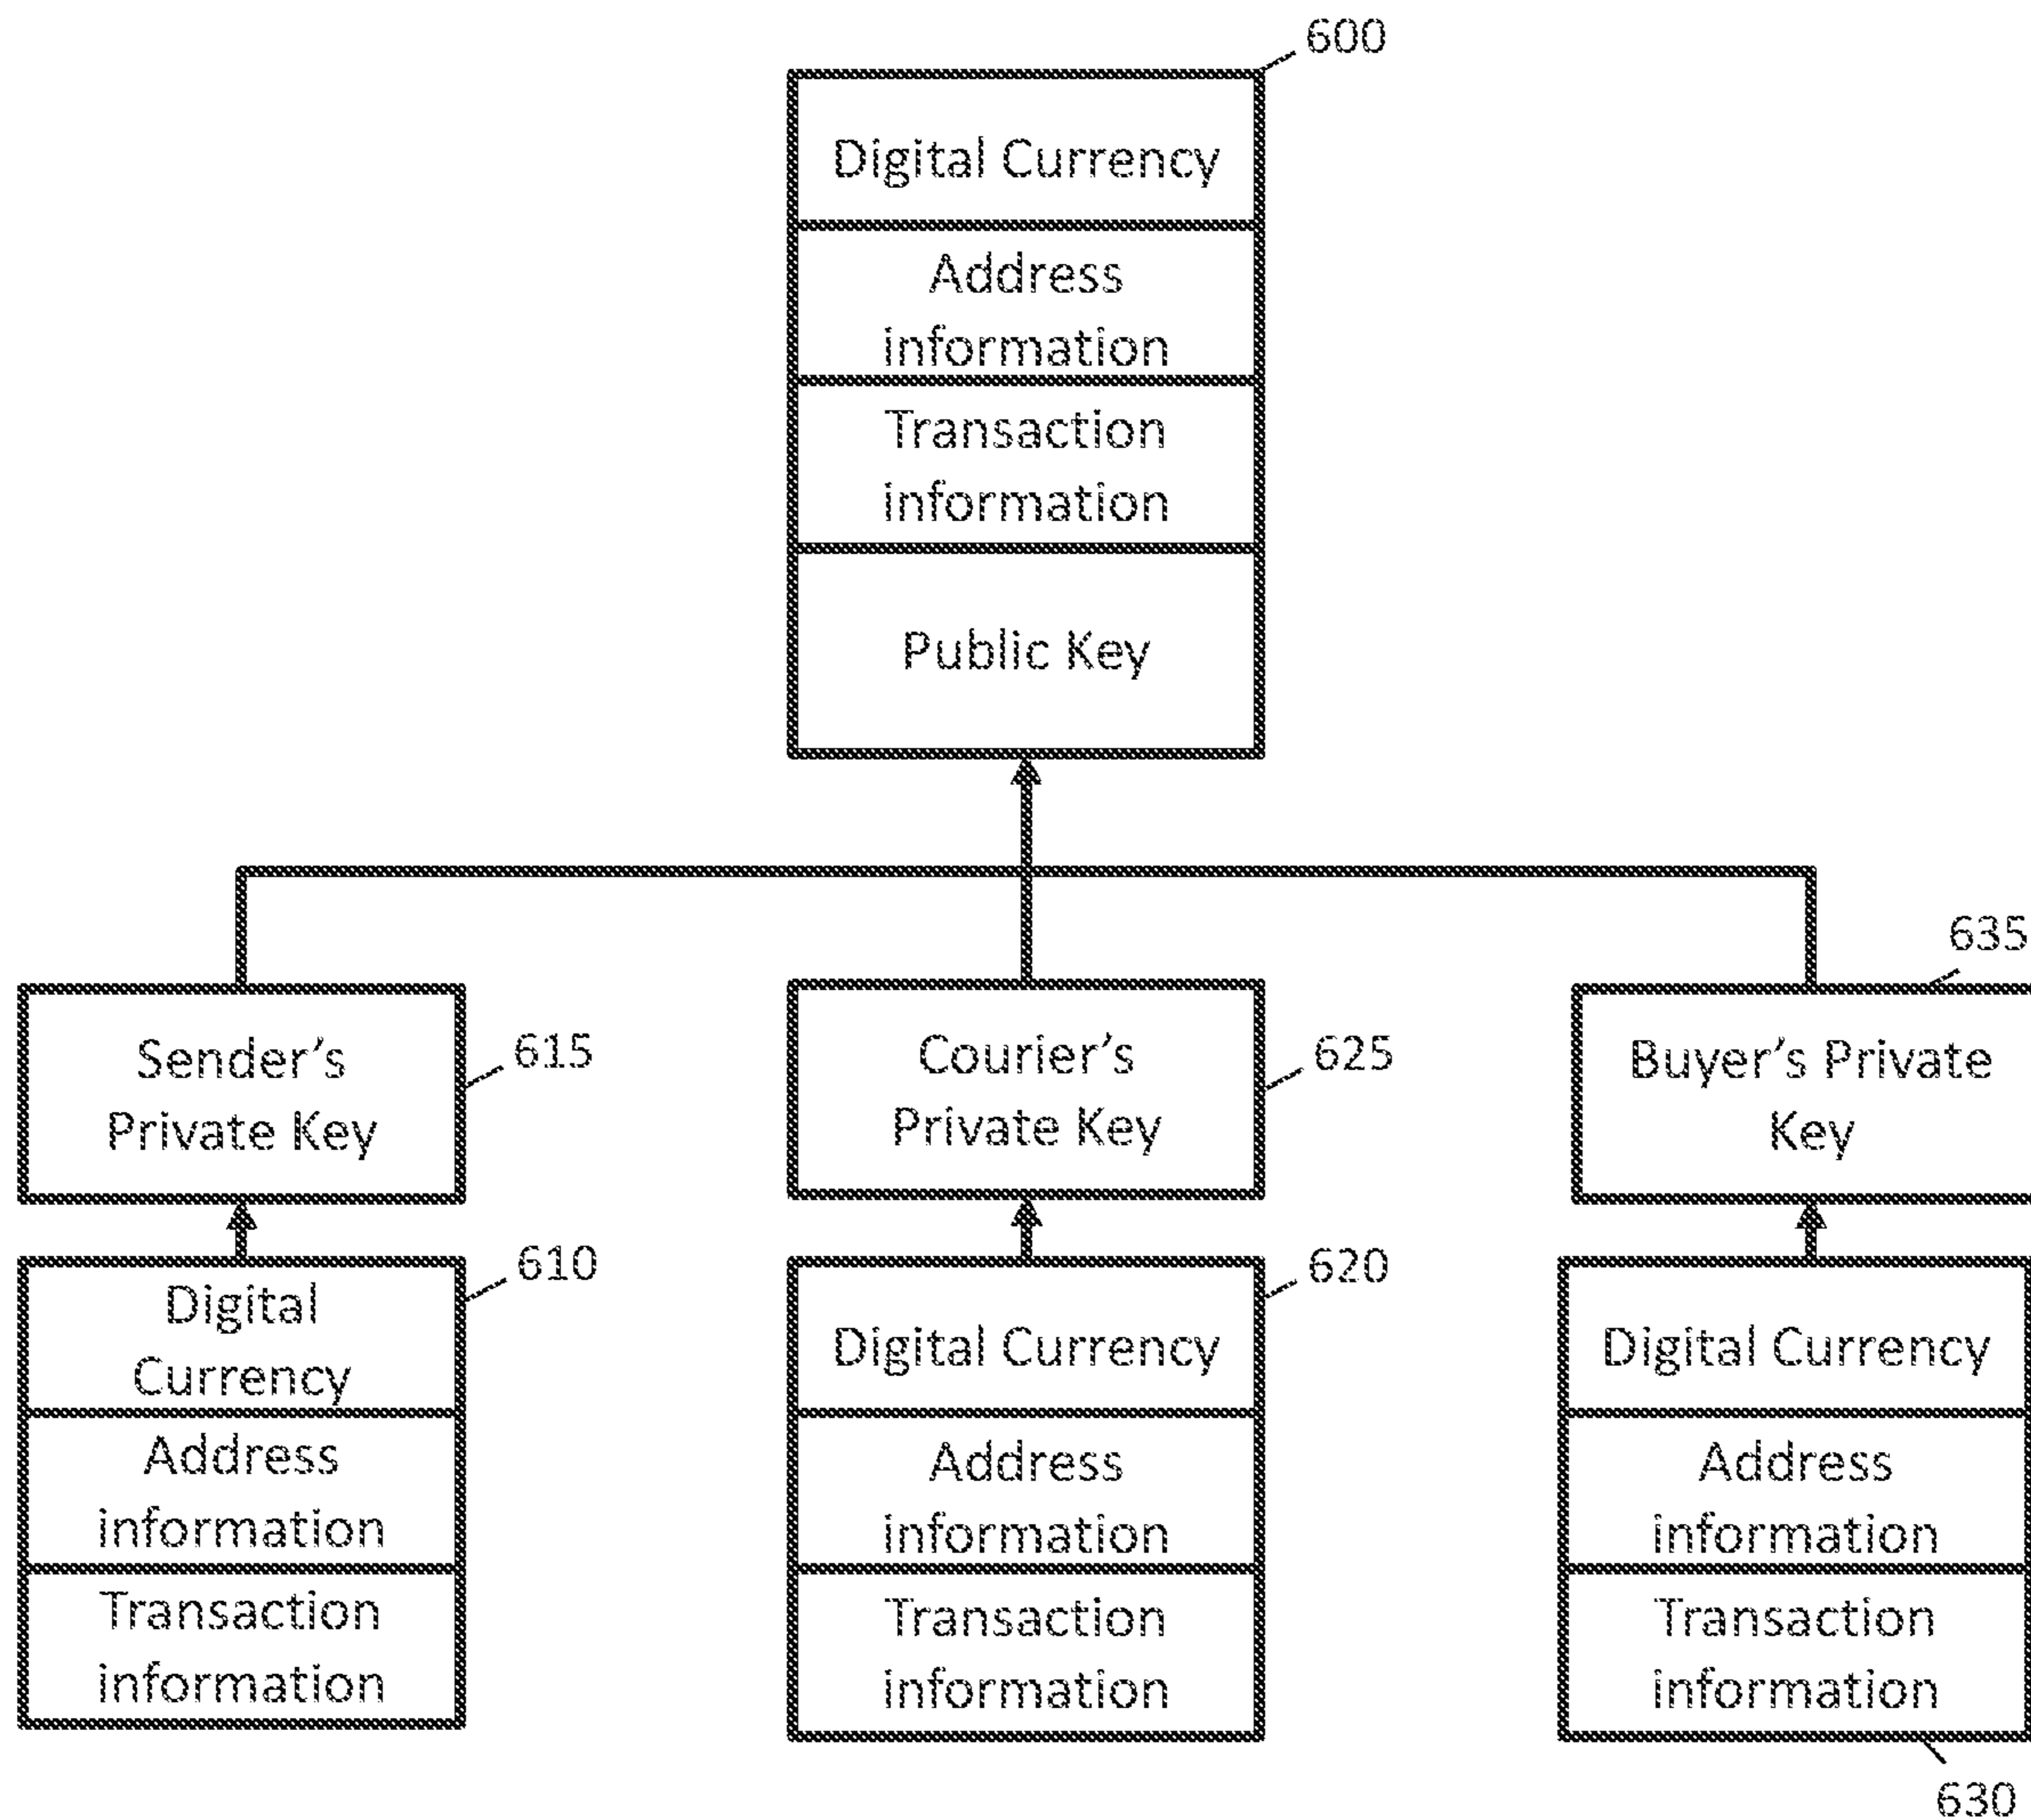 600
Digital Currency
Address
information
Transaction
information
Public Key
635
Sender's
Private Key
615
Courier's
Private Key
625
Buyer's Private
Key
610
Digital
Currency
Address
information
Transaction
information
620
Digital Currency
Address
information
Transaction
information
Digital Currency
Address
information
Transaction
information
630